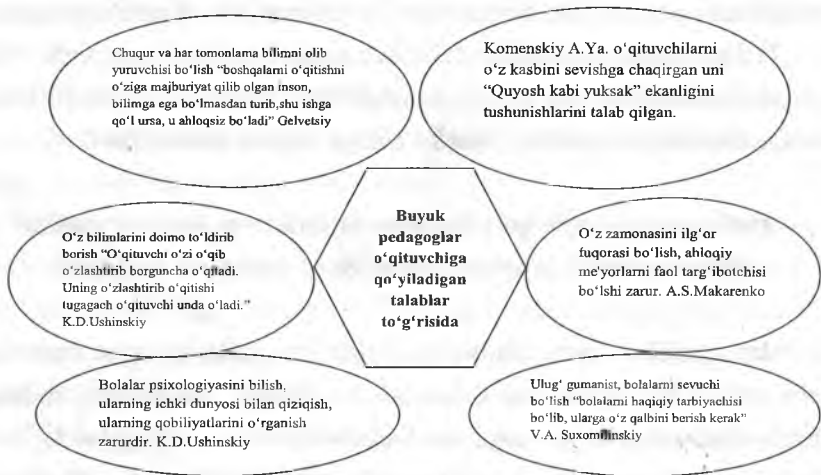 Chuqur va har tomonlama bilimni olib
yuruvchisi bo‘lish “boshqalarni o‘qitishni
o‘ziga majburiyat qilib olgan inson,
bilimga ega bo‘lmasdan turib,shu ishga
qo‘l ursa, u ahloqsiz bo‘ladi” Gelvetsiy
Komenskiy A.Ya. o‘qituvchilarni
o‘z kasbini sevishga chaqirgan uni
“Quyosh kabi yuksak” ekanligini
tushunishlarini talab qilgan.
O‘z bilimlarini doimo to‘ldirib
borish “O‘qituvchi o‘zi o‘qib
o‘zlashtirib borguncha o‘qitadi.
Uning o‘zlashtirib o‘qitishi
tugagach o‘qituvchi unda o‘ladi.”
K.D.Ushinskiy
Buyuk
pedagoglar
o‘qituvchiga
qo‘yiladigan
talablar
to‘g‘risida
O‘z zamonasini ilg‘or
fuqorasi bo‘lish, ahloqiy
me'yorlarni faol targ‘ibotchisi
bo‘lshi zarur. A.S.Makarenko
Bolalar psixologiyasini bilish,
ularning ichki dunyosi bilan qiziqish,
ularning qobiliyatlarini o‘rganish
zarurdir. K.D.Ushinskiy
Ulug‘ gumanist, bolalarni sevuchi
bo‘lish “bolalarni haqiqiy tarbiyachisi
bo‘lib, ularga o‘z qalbini berish kerak”
V.A. Suxomlinskiy